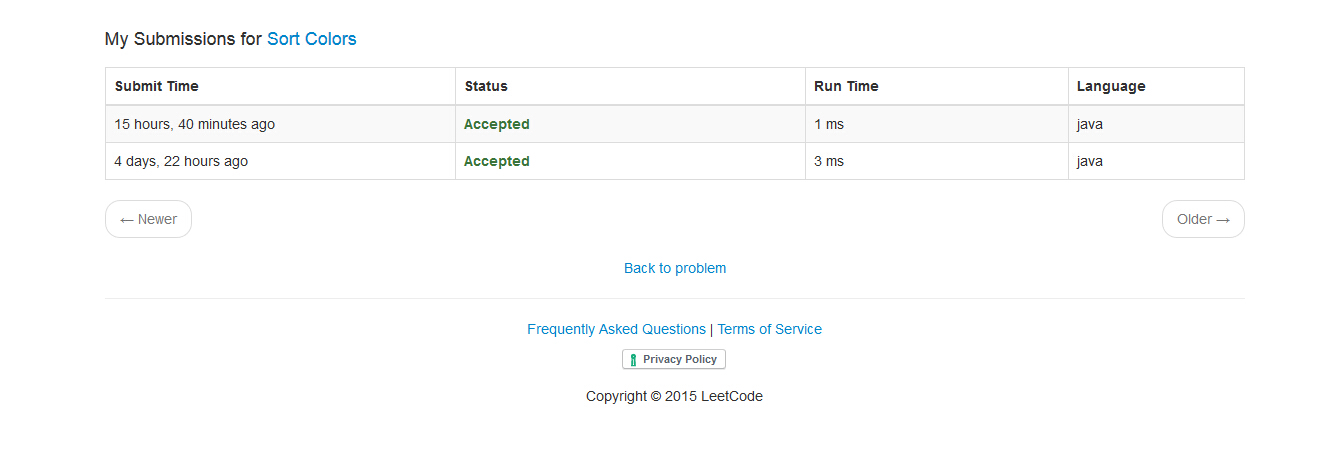 My Submissions for Sort Colors
Submit Time Status Run Time Language
15 hours, 40 minutes ago Accepted 1 ms java
4 days, 22 hours ago Accepted 3 ms java
← Newer Older →
Back to problem
Frequently Asked Questions | Terms of Service
Privacy Policy
Copyright © 2015 LeetCode